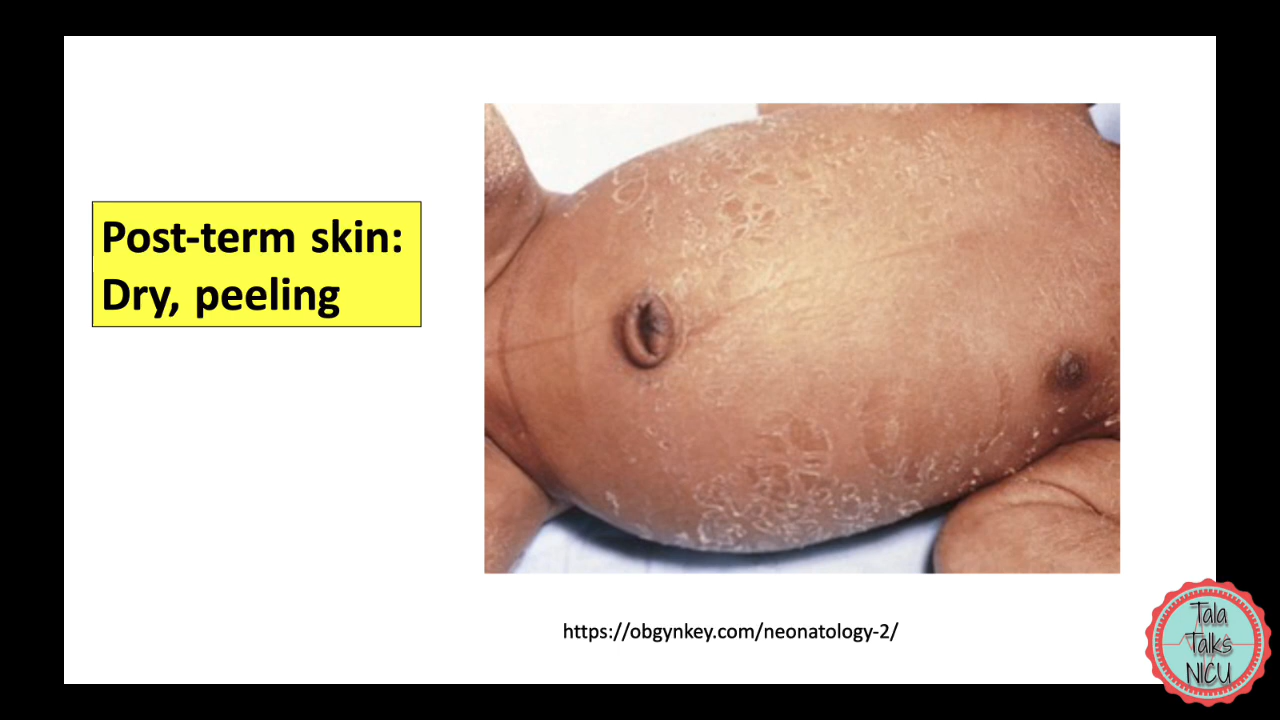 Post-term skin:
Dry, peeling
https://obgynkey.com/neonatology-2/
Tala
Talks
NICU